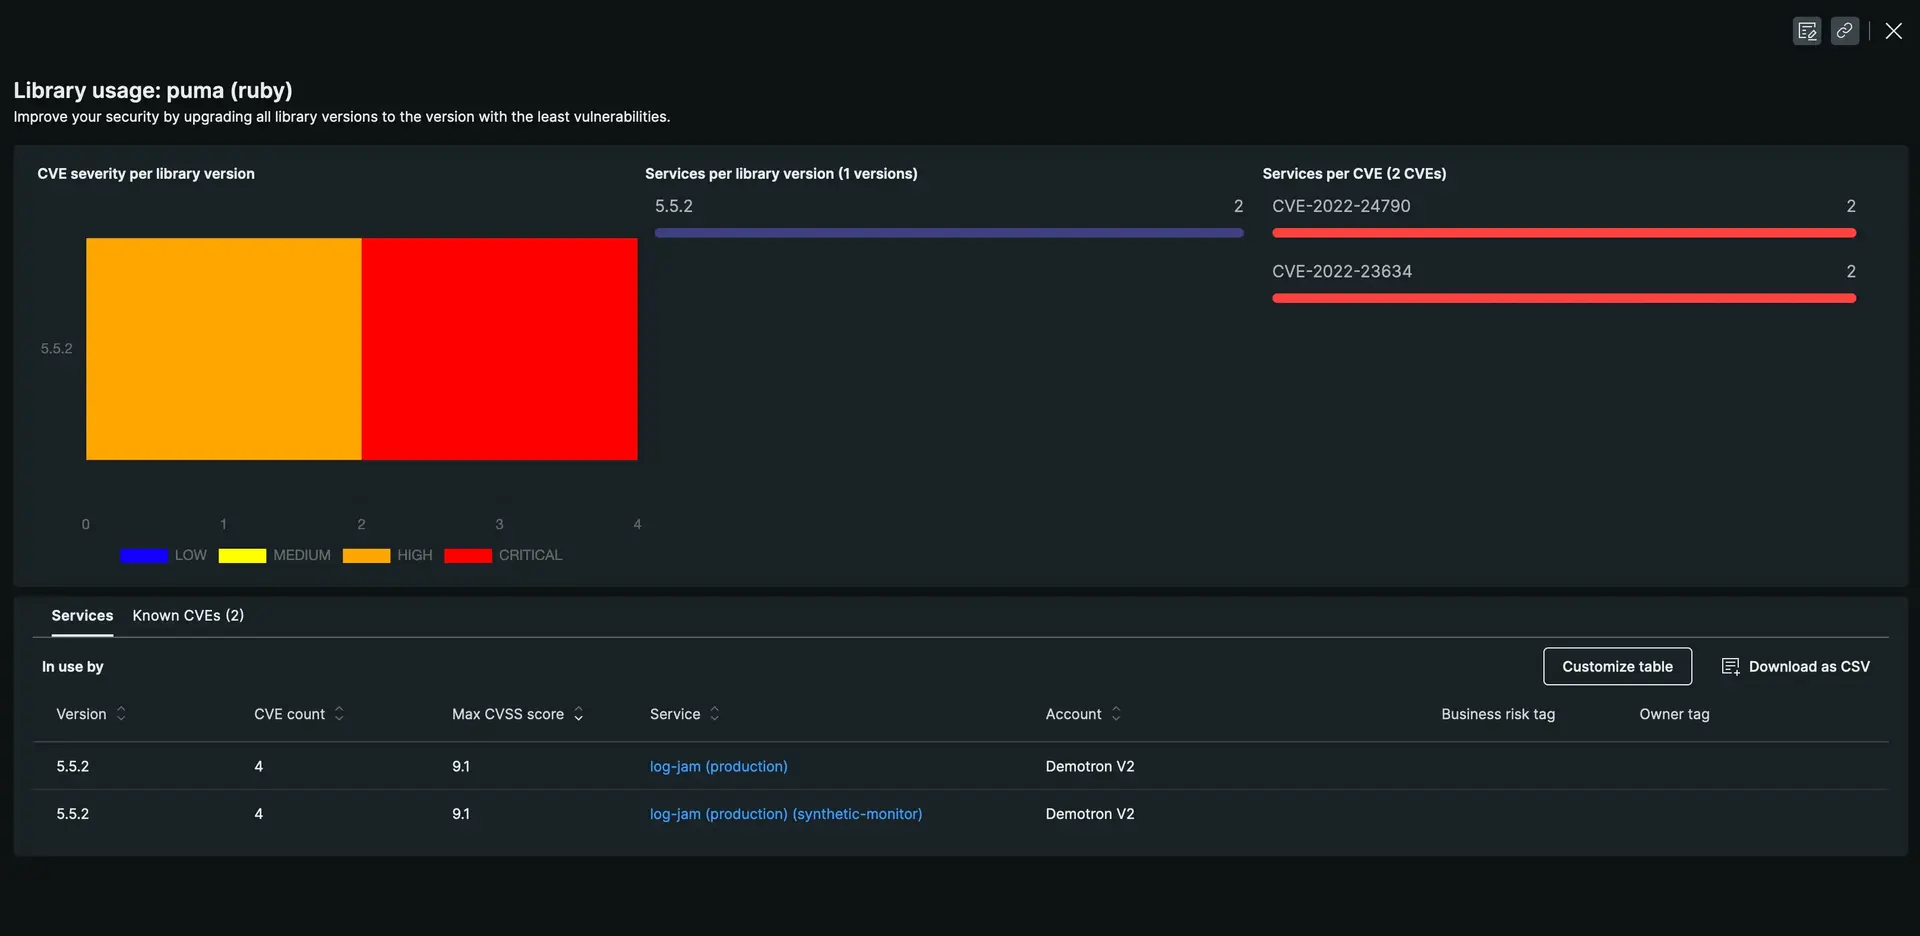 Library usage: puma (ruby)
Improve your security by upgrading all library versions to the version with the least vulnerabilities.
CVE severity per library version
5.5.2
0 1 2 3 4
LOW MEDIUM HIGH CRITICAL
Services per library version (1 versions)
5.5.2 2
Services per CVE (2 CVEs)
CVE-2022-24790 2
CVE-2022-23634 2
Services Known CVEs (2)
In use by Customize table Download as CSV
Version CVE count Max CVSS score Service Account Business risk tag Owner tag
5.5.2 4 9.1 log-jam (production) Demotron V2
5.5.2 4 9.1 log-jam (production) (synthetic-monitor) Demotron V2